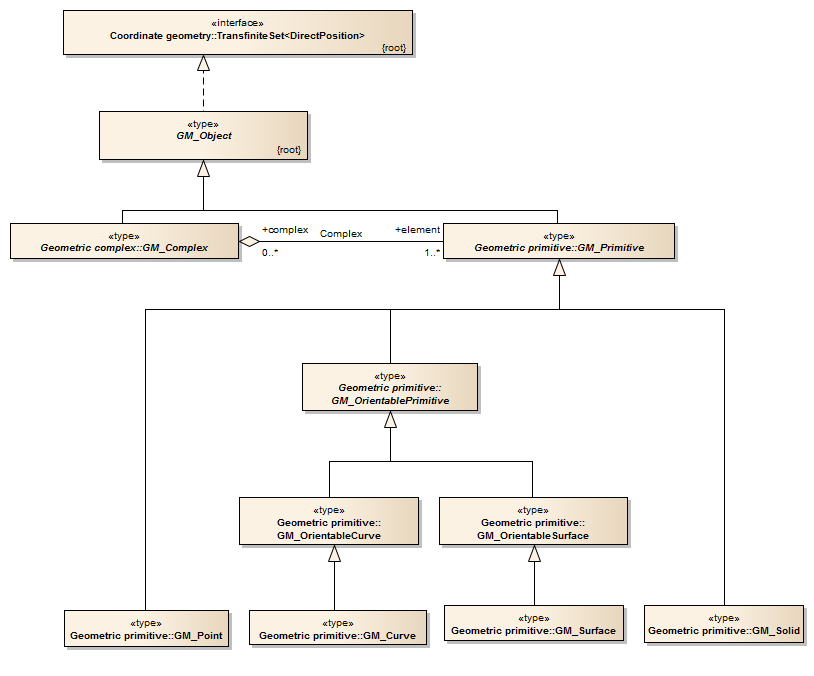 «interface»
Coordinate geometry::TransfiniteSet<DirectPosition>
{root}
«type»
GM_Object
{root}
«type»
Geometric complex::GM_Complex
+complex
Complex
+element
0..*
1..*
«type»
Geometric primitive::GM_Primitive
«type»
Geometric primitive::
GM_OrientablePrimitive
«type»
Geometric primitive::
GM_OrientableCurve
«type»
Geometric primitive::
GM_OrientableSurface
«type»
Geometric primitive::GM_Point
«type»
Geometric primitive::GM_Curve
«type»
Geometric primitive::GM_Surface
«type»
Geometric primitive::GM_Solid